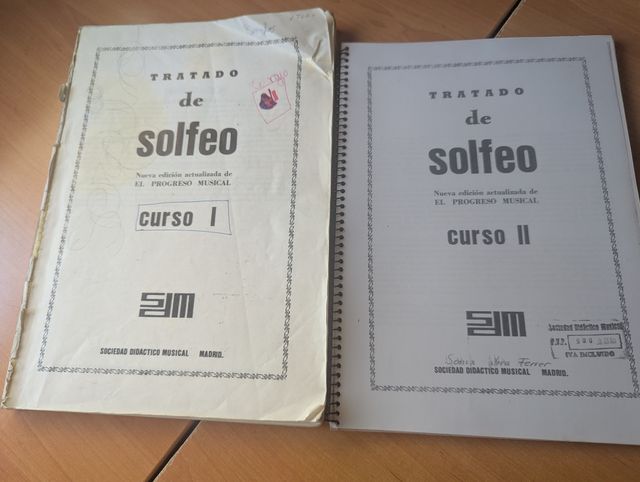 TRATADO
de
solfeo
Nueva edición actualizada de
EL PROGRESO MUSICAL
curso I
SDM
SOCIEDAD DIDACTICO MUSICAL MADRID.
TRATADO
de
solfeo
Nueva edición actualizada de
EL PROGRESO MUSICAL
curso II
SDM
Sociedad Didáctico Musical
P.V.P.
IVA INCLUIDO
Ferrer
SOCIEDAD DIDACTICO MUSICAL MADRID.